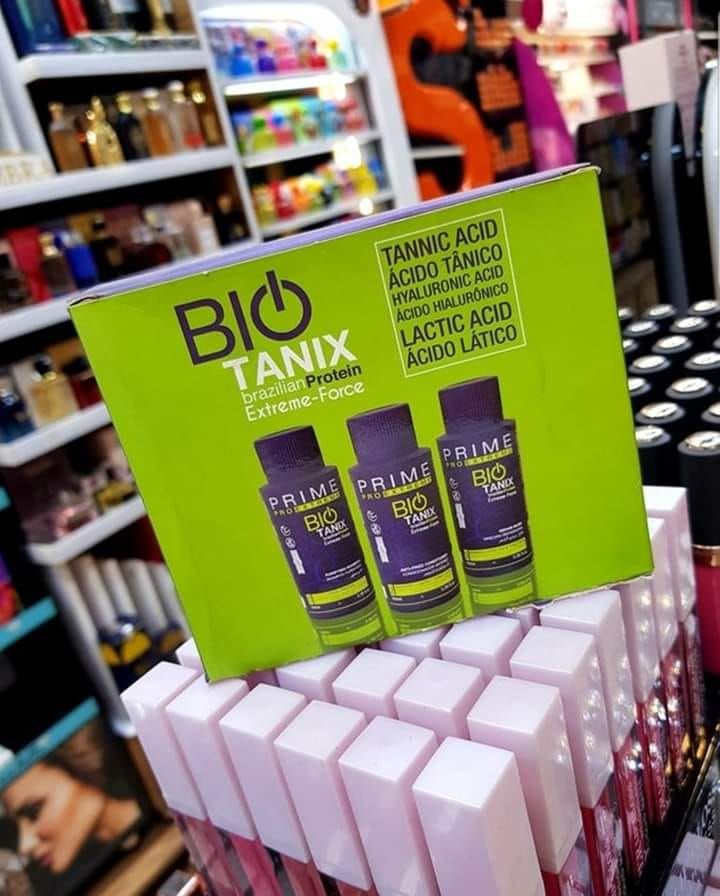 BIO
TANIX
brazilian Protein
Extreme-Force
TANNIC ACID
ÁCIDO TÂNICO
HYALURONIC ACID
ÁCIDO HIALURÔNICO
LACTIC ACID
ÁCIDO LÁTICO
PRIME
PRO EXTREME
BIO
TANIX
PRIME
PRO EXTREME
BIO
TANIX
PRIME
PRO EXTREME
BIO
TANIX